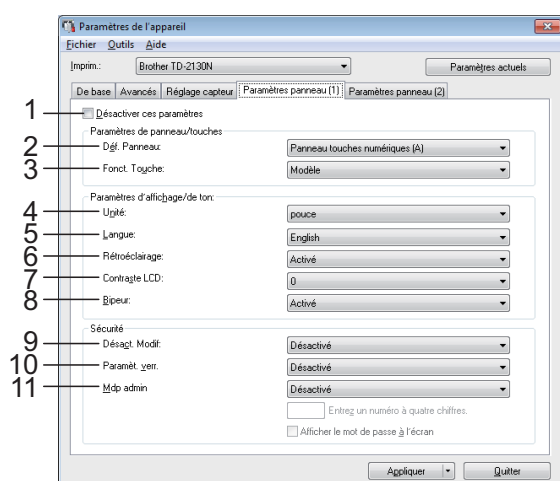 Paramètres de l'appareil
Fichier Outils Aide
Imprim.: Brother TD-2130N Paramètres actuels
De base Avancés Réglage capteur Paramètres panneau (1) Paramètres panneau (2)
1 Désactiver ces paramètres
Paramètres de panneau/touches
2 Déf. Panneau: Panneau touches numériques (A)
3 Fonct. Touche: Modèle
Paramètres d'affichage/de ton:
4 Unité: pouce
5 Langue: English
6 Rétroéclairage: Activé
7 Contraste LCD: 0
8 Bipeur: Activé
Sécurité
9 Désact. Modif: Désactivé
10 Paramèt. verr. Désactivé
11 Mdp admin Désactivé
Entrez un numéro à quatre chiffres.
Afficher le mot de passe à l'écran
Appliquer Quitter